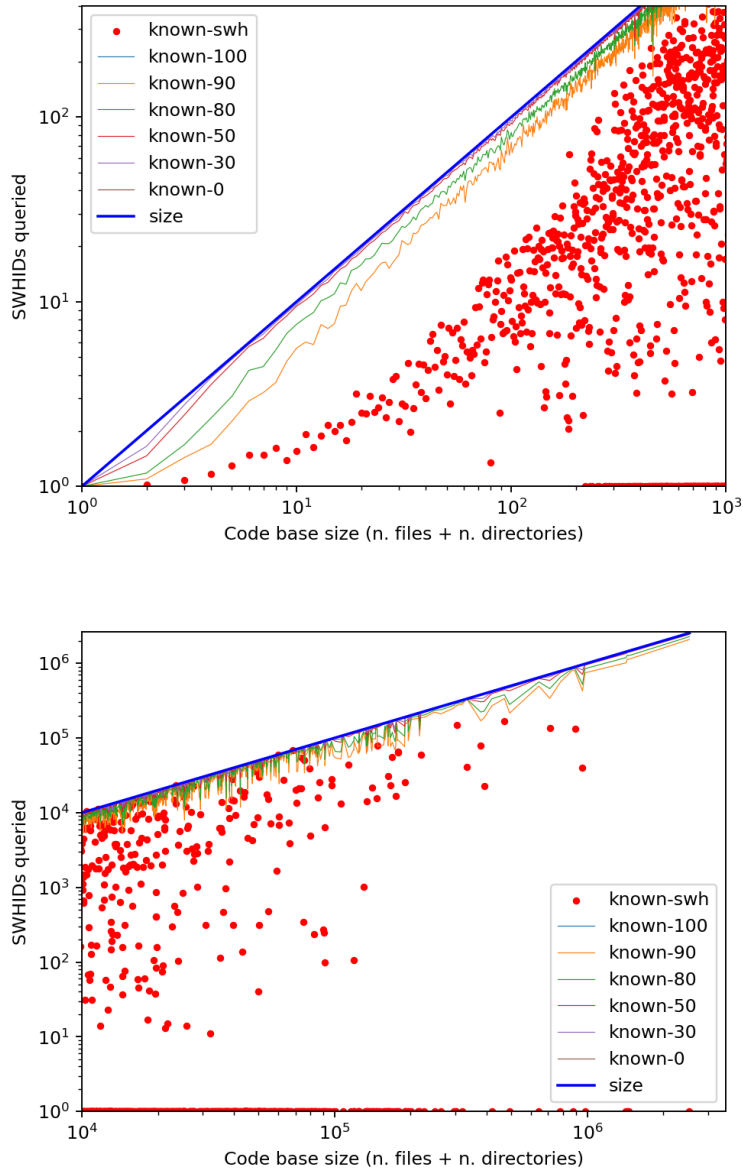 known-swh
known-100
known-90
known-80
known-50
known-30
known-0
size
SWHIDs queried
10²
10¹
10⁰
10⁰
10¹
10²
10³
Code base size (n. files + n. directories)
10⁶
10⁵
10⁴
10³
10²
10¹
10⁰
SWHIDs queried
known-swh
known-100
known-90
known-80
known-50
known-30
known-0
size
10⁴
10⁵
10⁶
Code base size (n. files + n. directories)